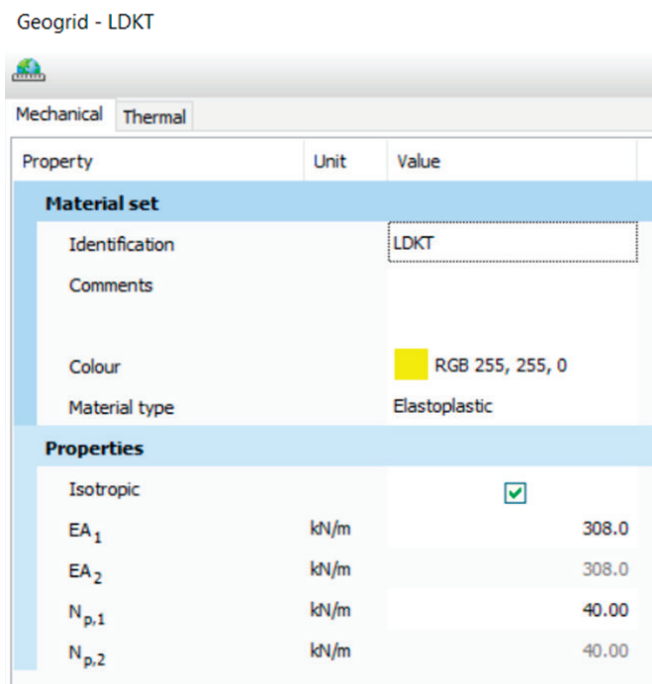 Geogrid - LDKT
Mechanical Thermal
Property Unit Value
Material set
Identification LDKT
Comments
Colour RGB 255, 255, 0
Material type Elastoplastic
Properties
Isotropic
EA1 kN/m 308.0
EA2 kN/m 308.0
Np,1 kN/m 40.00
Np,2 kN/m 40.00